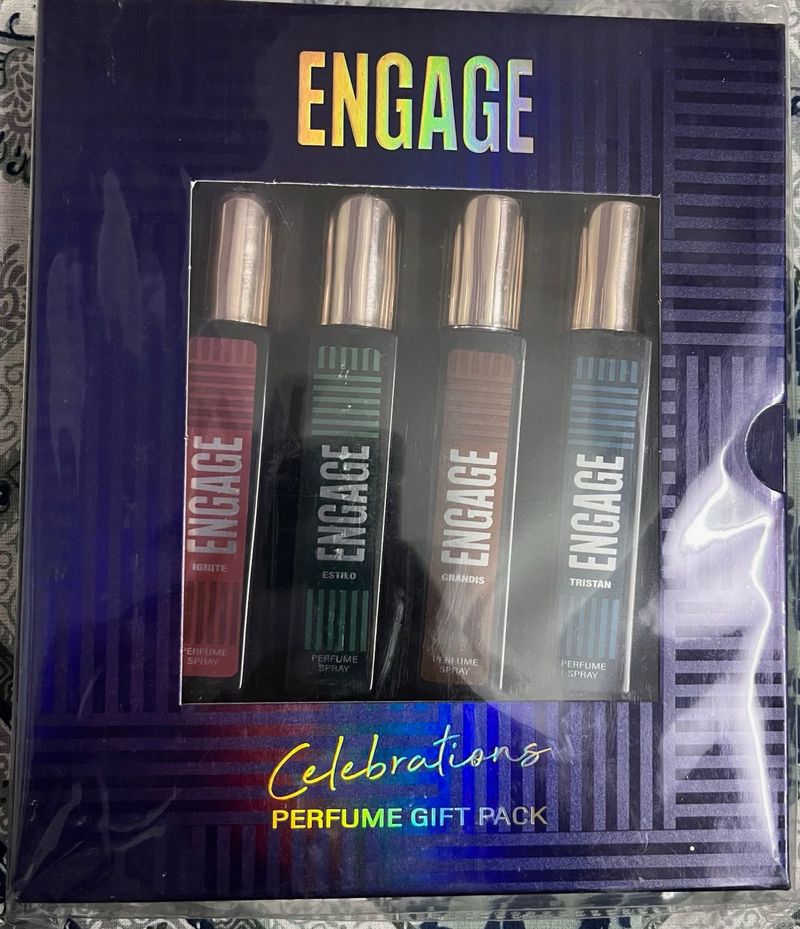 ENGAGE
ENGAGE
IGNITE
PERFUME
SPRAY
ENGAGE
ESTILO
PERFUME
SPRAY
ENGAGE
GRANDIS
PERFUME
SPRAY
ENGAGE
TRISTAN
PERFUME
SPRAY
Celebrations
PERFUME GIFT PACK